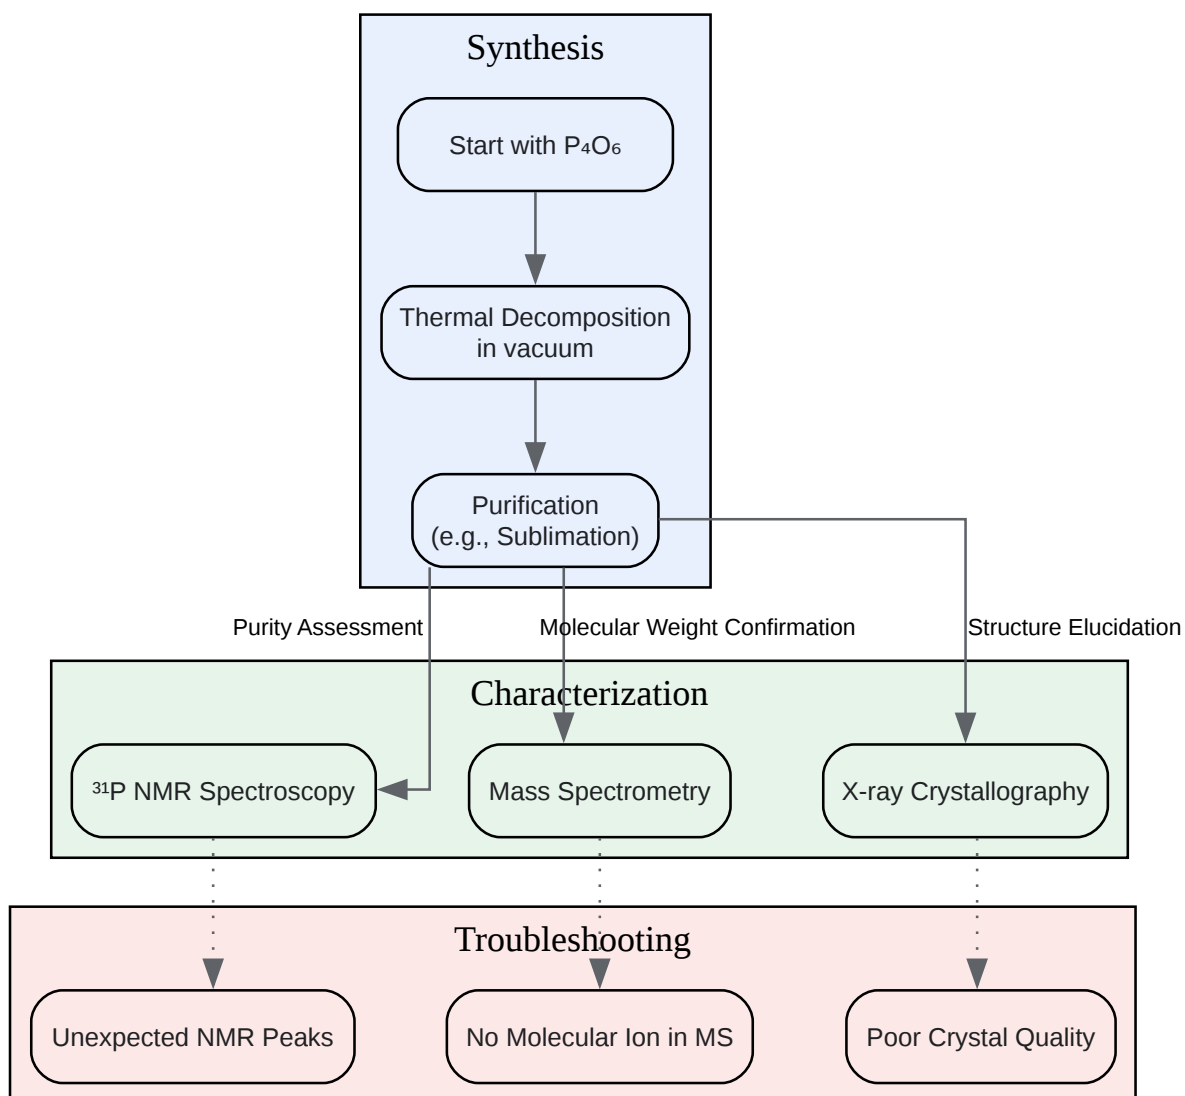 Synthesis
Start with P₄O₆
Thermal Decomposition
in vacuum
Purification
(e.g., Sublimation)
Purity Assessment
Molecular Weight Confirmation
Structure Elucidation
Characterization
³¹P NMR Spectroscopy
Mass Spectrometry
X-ray Crystallography
Troubleshooting
Unexpected NMR Peaks
No Molecular Ion in MS
Poor Crystal Quality